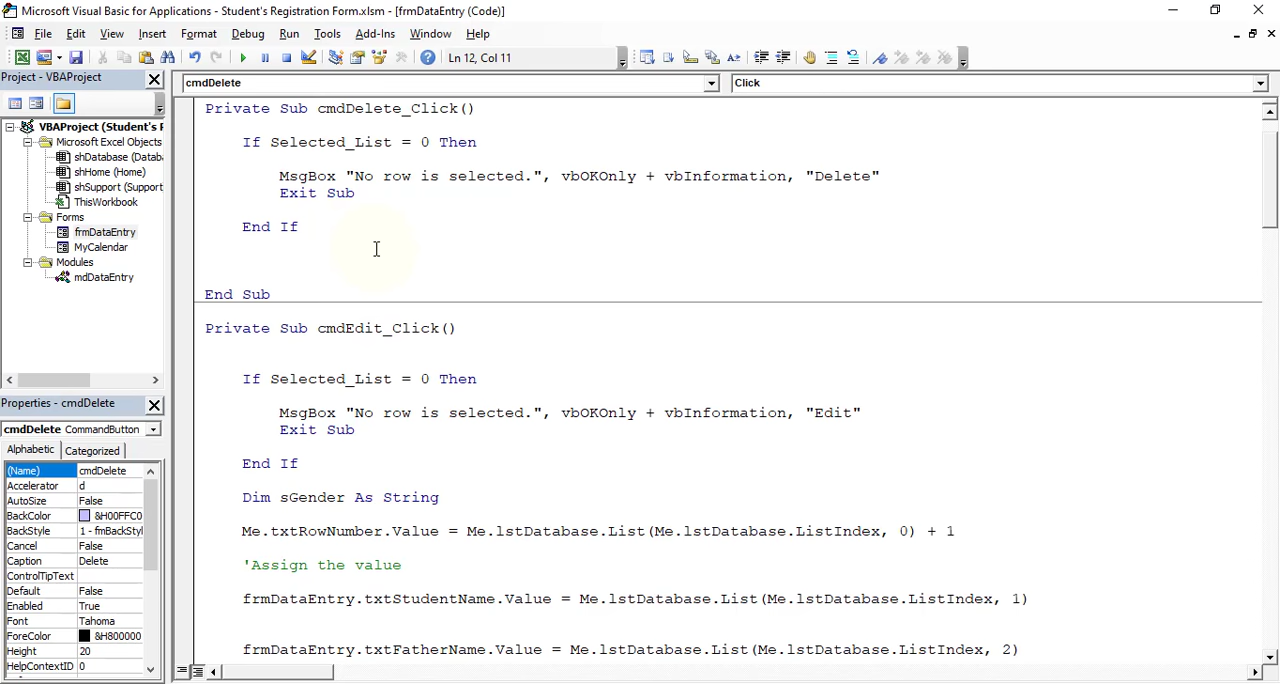 Microsoft Visual Basic for Applications - Student's Registration Form.xlsm - [frmDataEntry (Code)]
File Edit View Insert Format Debug Run Tools Add-Ins Window Help
Ln 12, Col 11
Project - VBAProject
cmdDelete
Click
VBAProject (Student's F
Microsoft Excel Objects
shDatabase (Datab
shHome (Home)
shSupport (Support
ThisWorkbook
Forms
frmDataEntry
MyCalendar
Modules
mdDataEntry
Properties - cmdDelete
cmdDelete CommandButton
Alphabetic Categorized
(Name) cmdDelete
Accelerator d
AutoSize False
BackColor &H00FFC0
BackStyle 1 - fmBackStyl
Cancel False
Caption Delete
ControlTipText
Default False
Enabled True
Font Tahoma
ForeColor &H800000
Height 20
HelpContextID 0
Private Sub cmdDelete_Click()
If Selected_List = 0 Then
MsgBox "No row is selected.", vbOKOnly + vbInformation, "Delete"
Exit Sub
End If
End Sub
Private Sub cmdEdit_Click()
If Selected_List = 0 Then
MsgBox "No row is selected.", vbOKOnly + vbInformation, "Edit"
Exit Sub
End If
Dim sGender As String
Me.txtRowNumber.Value = Me.lstDatabase.List(Me.lstDatabase.ListIndex, 0) + 1
'Assign the value
frmDataEntry.txtStudentName.Value = Me.lstDatabase.List(Me.lstDatabase.ListIndex, 1)
frmDataEntry.txtFatherName.Value = Me.lstDatabase.List(Me.lstDatabase.ListIndex, 2)